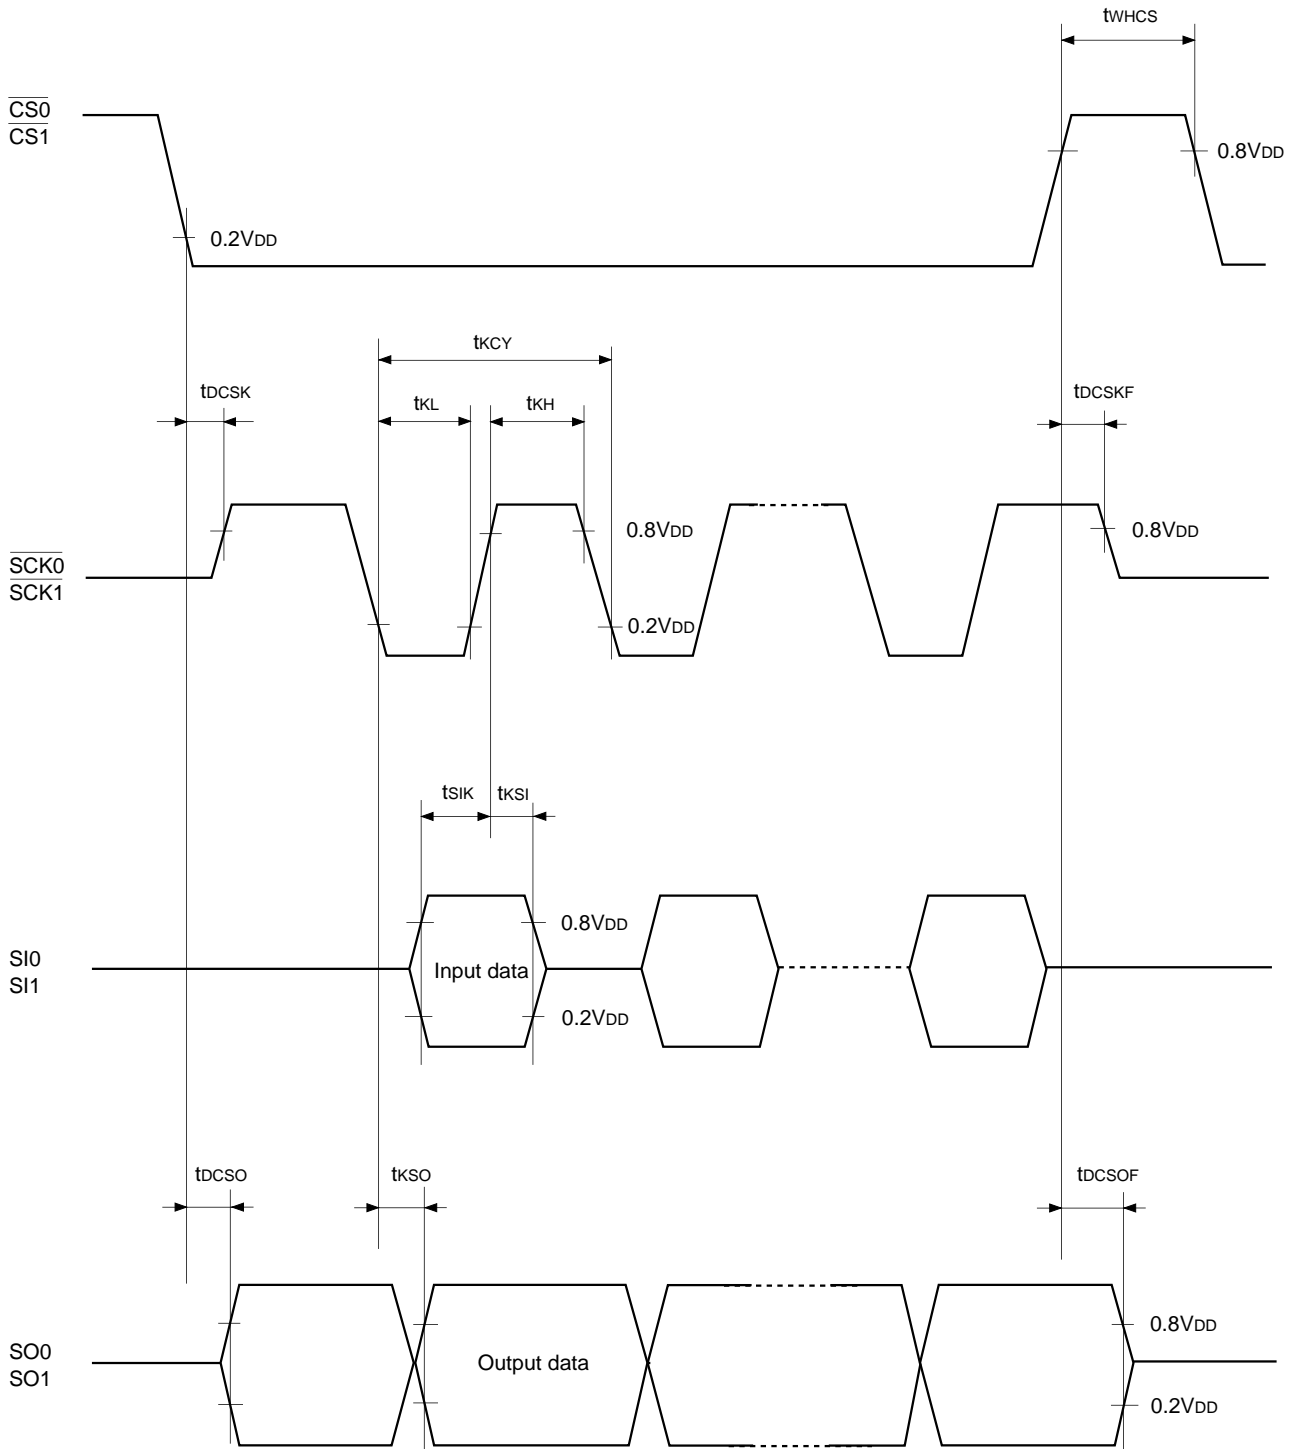 tWHCS
CS0
CS1
0.8VDD
0.2VDD
tKCY
tDCSK
tKL
tKH
tDCSKF
0.8VDD
0.8VDD
SCK0
SCK1
0.2VDD
tSIK
tKSI
0.8VDD
SI0
SI1
Input data
0.2VDD
tDCSO
tKSO
tDCSOF
0.8VDD
SO0
SO1
Output data
0.2VDD